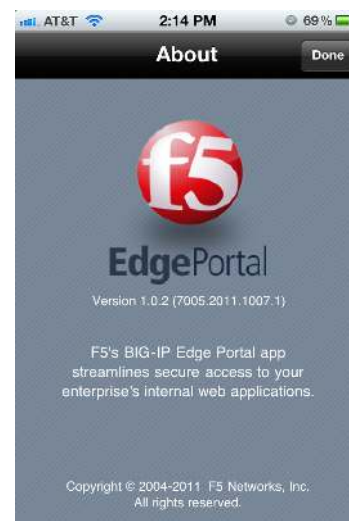 AT&T 2:14 PM 69%
About Done
f5
EdgePortal
Version 1.0.2 (7005.2011.1007.1)
F5's BIG-IP Edge Portal app
streamlines secure access to your
enterprise's internal web applications.
Copyright © 2004-2011 F5 Networks, Inc.
All rights reserved.